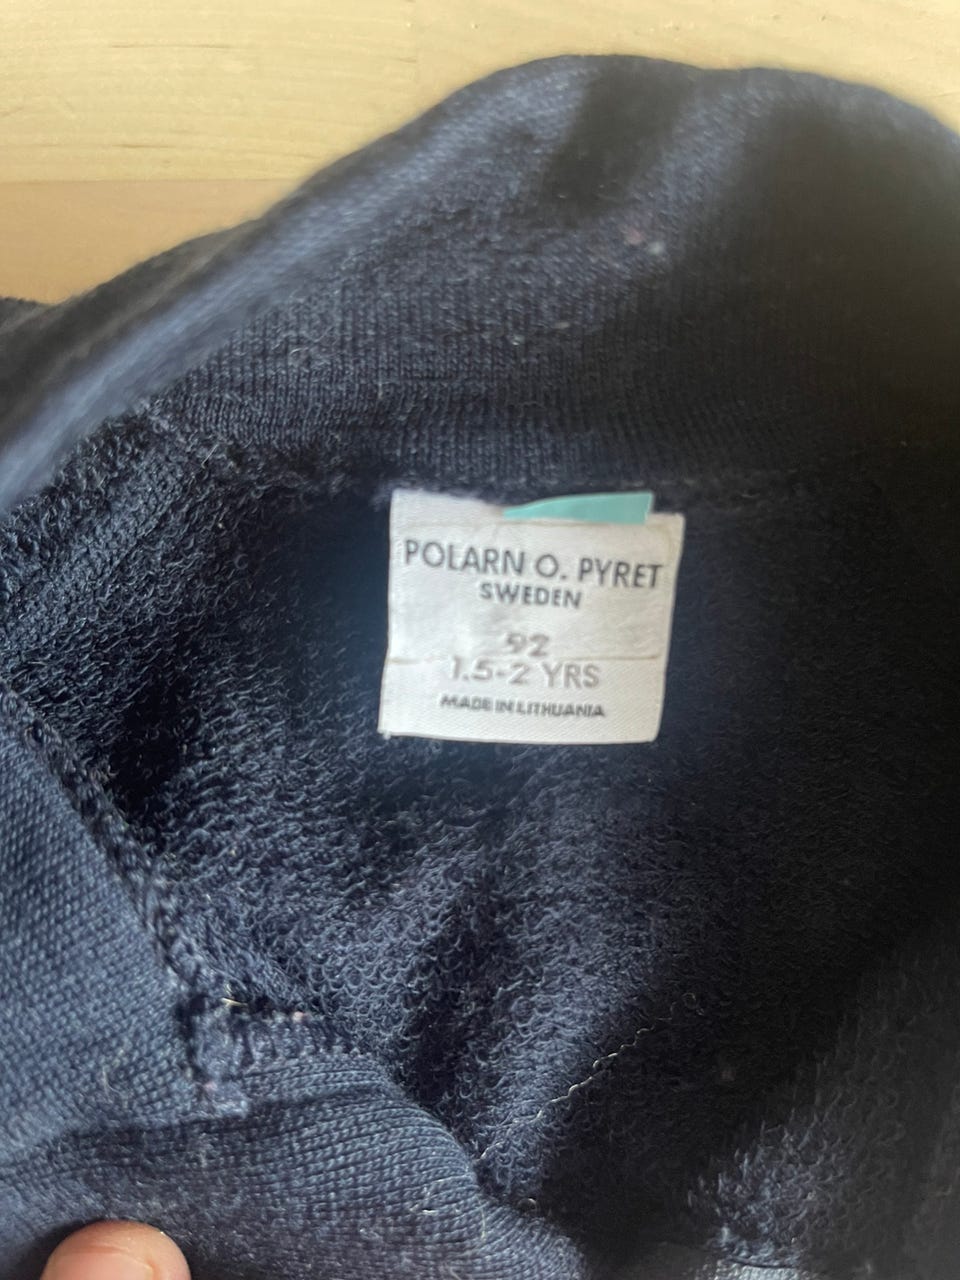 POLARN O. PYRET
SWEDEN
92
1.5-2 YRS
MADE IN LITHUANIA